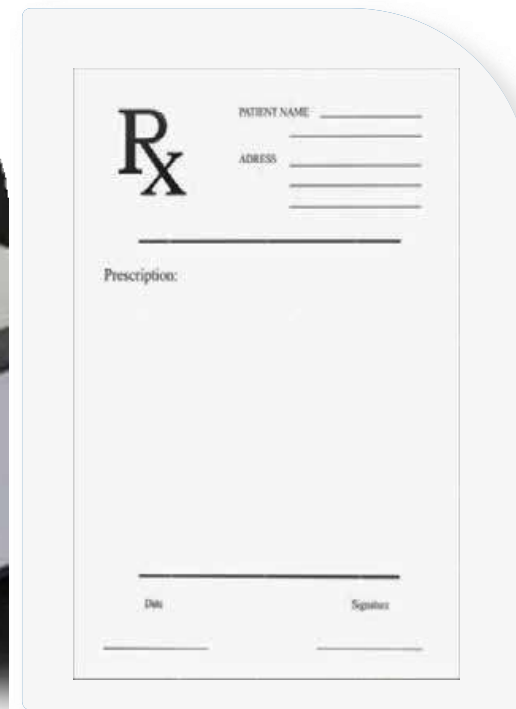 Rx
PATIENT NAME
ADRESS
Prescription:
Date
Signature